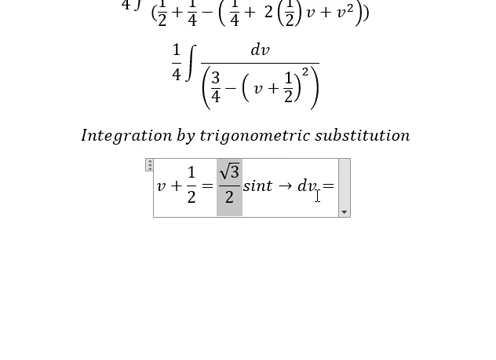 4∫ (1/2 + 1/4 − (1/4 + 2(1/2)v + v²))
1/4 ∫ dv / (3/4 − (v + 1/2)²)
Integration by trigonometric substitution
v + 1/2 = √3/2 sint → dv =